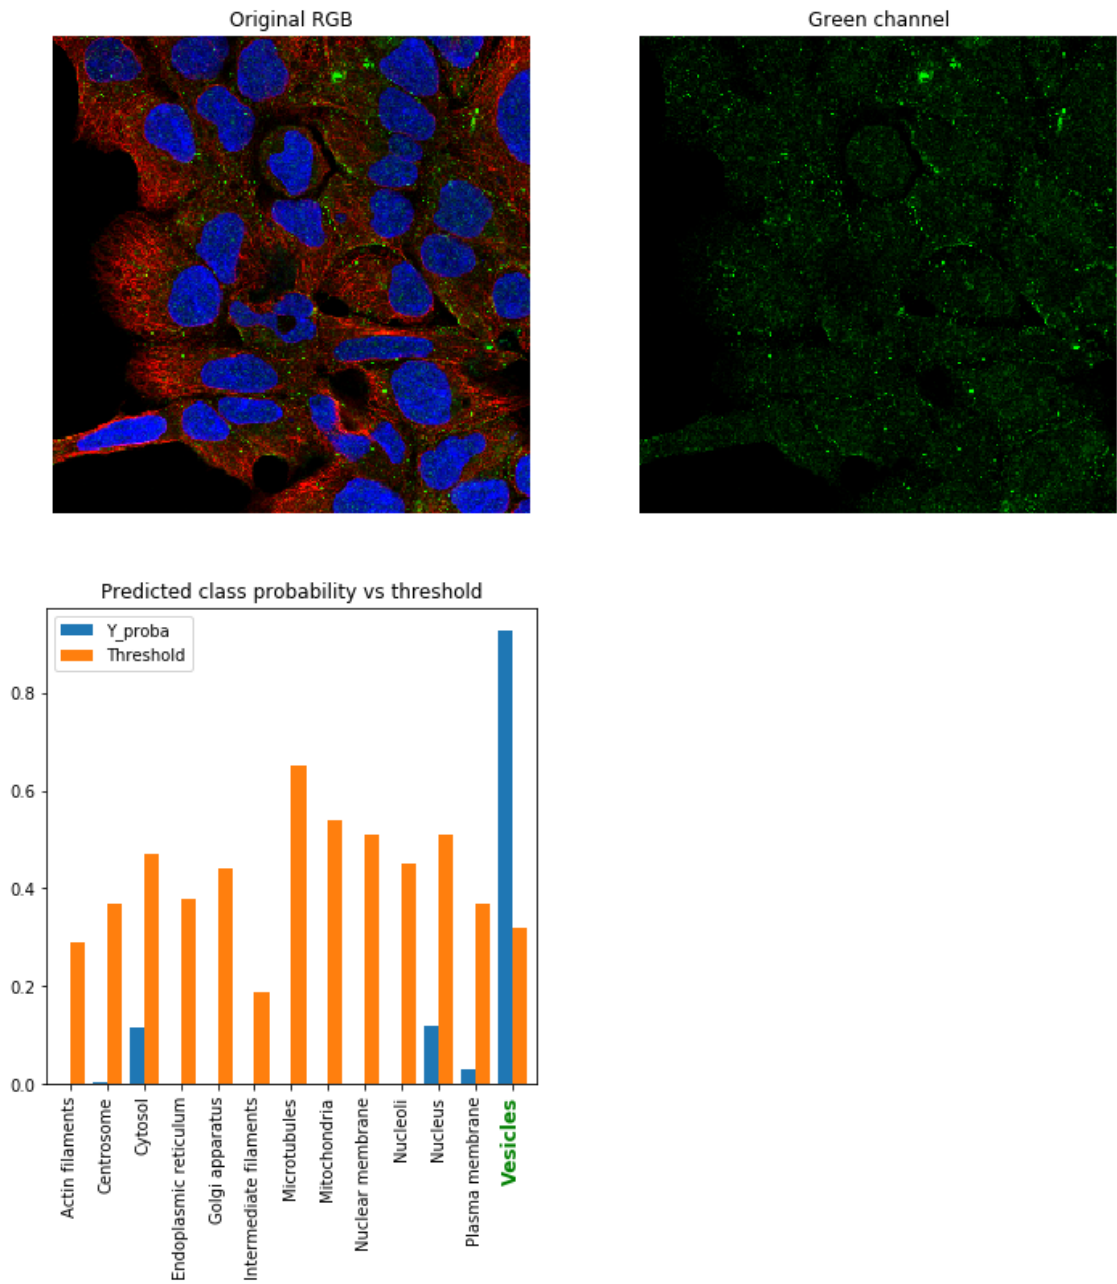 Original RGB
Green channel
Predicted class probability vs threshold
Y_proba
Threshold
0.8
0.6
0.4
0.2
0.0
Actin filaments
Centrosome
Cytosol
Endoplasmic reticulum
Golgi apparatus
Intermediate filaments
Microtubules
Mitochondria
Nuclear membrane
Nucleoli
Nucleus
Plasma membrane
Vesicles